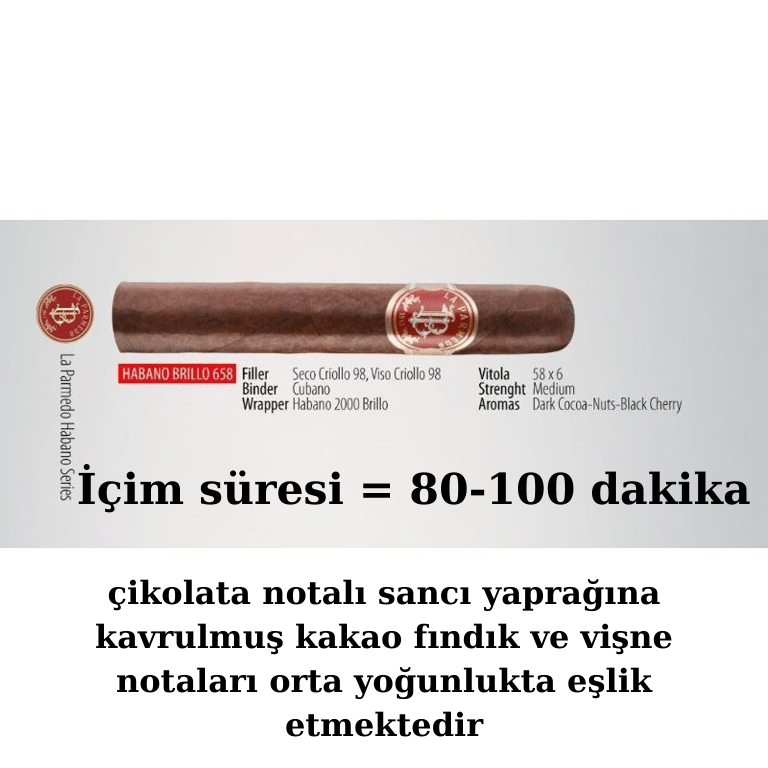 LA PARMEDO
La Parmedo Habano Series
HABANO BRILLO 658
Filler Seco Criollo 98, Viso Criollo 98
Binder Cubano
Wrapper Habano 2000 Brillo
Vitola 58 x 6
Strenght Medium
Aromas Dark Cocoa-Nuts-Black Cherry
İçim süresi = 80-100 dakika
çikolata notalı sancı yaprağına
kavrulmuş kakao fındık ve vişne
notaları orta yoğunlukta eşlik
etmektedir